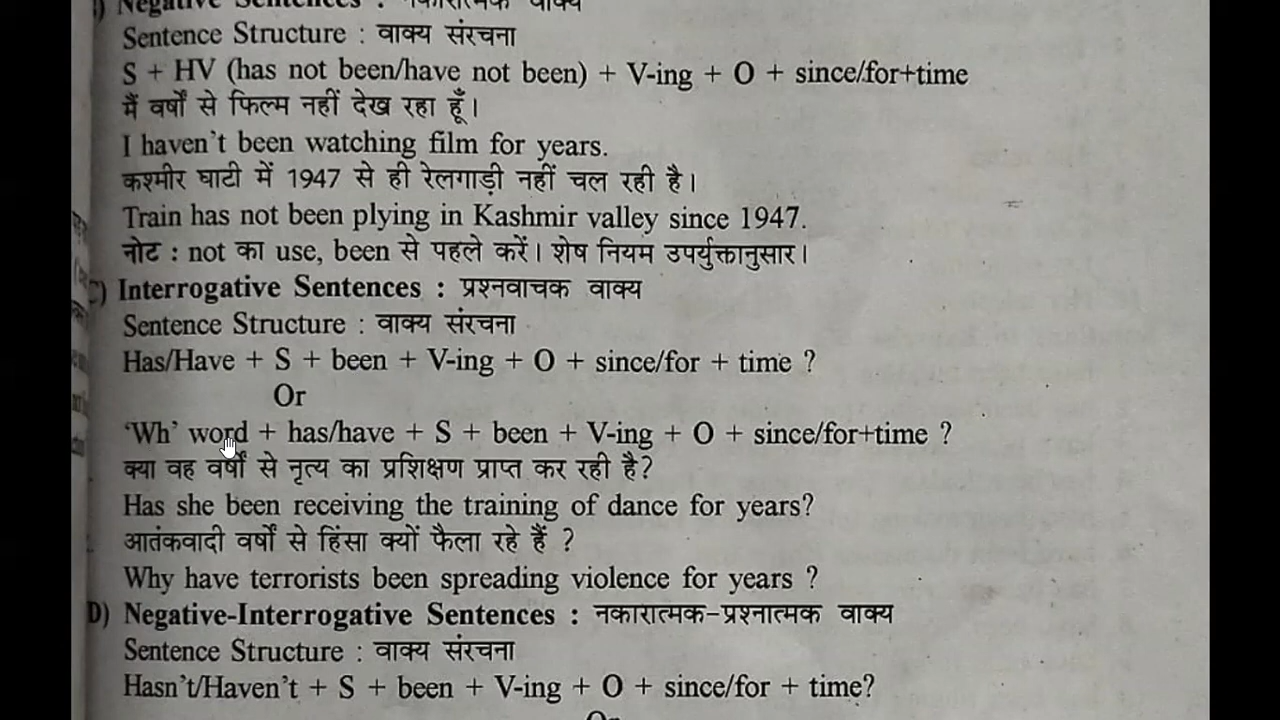 Negative Sentences : नकारात्मक वाक्य
Sentence Structure : वाक्य संरचना
S + HV (has not been/have not been) + V-ing + O + since/for+time
मैं वर्षों से फिल्म नहीं देख रहा हूँ।
I haven't been watching film for years.
कश्मीर घाटी में 1947 से ही रेलगाड़ी नहीं चल रही है।
Train has not been plying in Kashmir valley since 1947.
नोट : not का use, been से पहले करें। शेष नियम उपर्युक्तानुसार।
C) Interrogative Sentences : प्रश्नवाचक वाक्य
Sentence Structure : वाक्य संरचना
Has/Have + S + been + V-ing + O + since/for + time ?
Or
'Wh' word + has/have + S + been + V-ing + O + since/for+time ?
क्या वह वर्षों से नृत्य का प्रशिक्षण प्राप्त कर रही है?
Has she been receiving the training of dance for years?
आतंकवादी वर्षों से हिंसा क्यों फैला रहे हैं ?
Why have terrorists been spreading violence for years ?
D) Negative-Interrogative Sentences : नकारात्मक-प्रश्नात्मक वाक्य
Sentence Structure : वाक्य संरचना
Hasn't/Haven't + S + been + V-ing + O + since/for + time?
Or